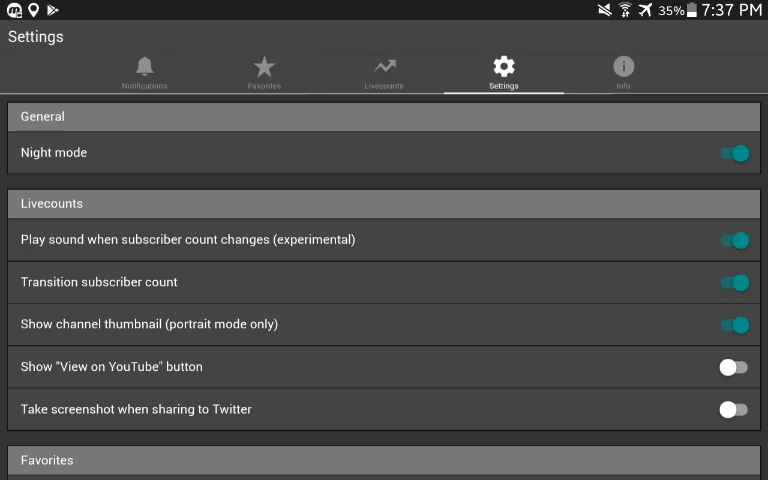 35% 7:37 PM
Settings
Notifications Favorites Livecounts Settings Info
General
Night mode
Livecounts
Play sound when subscriber count changes (experimental)
Transition subscriber count
Show channel thumbnail (portrait mode only)
Show "View on YouTube" button
Take screenshot when sharing to Twitter
Favorites